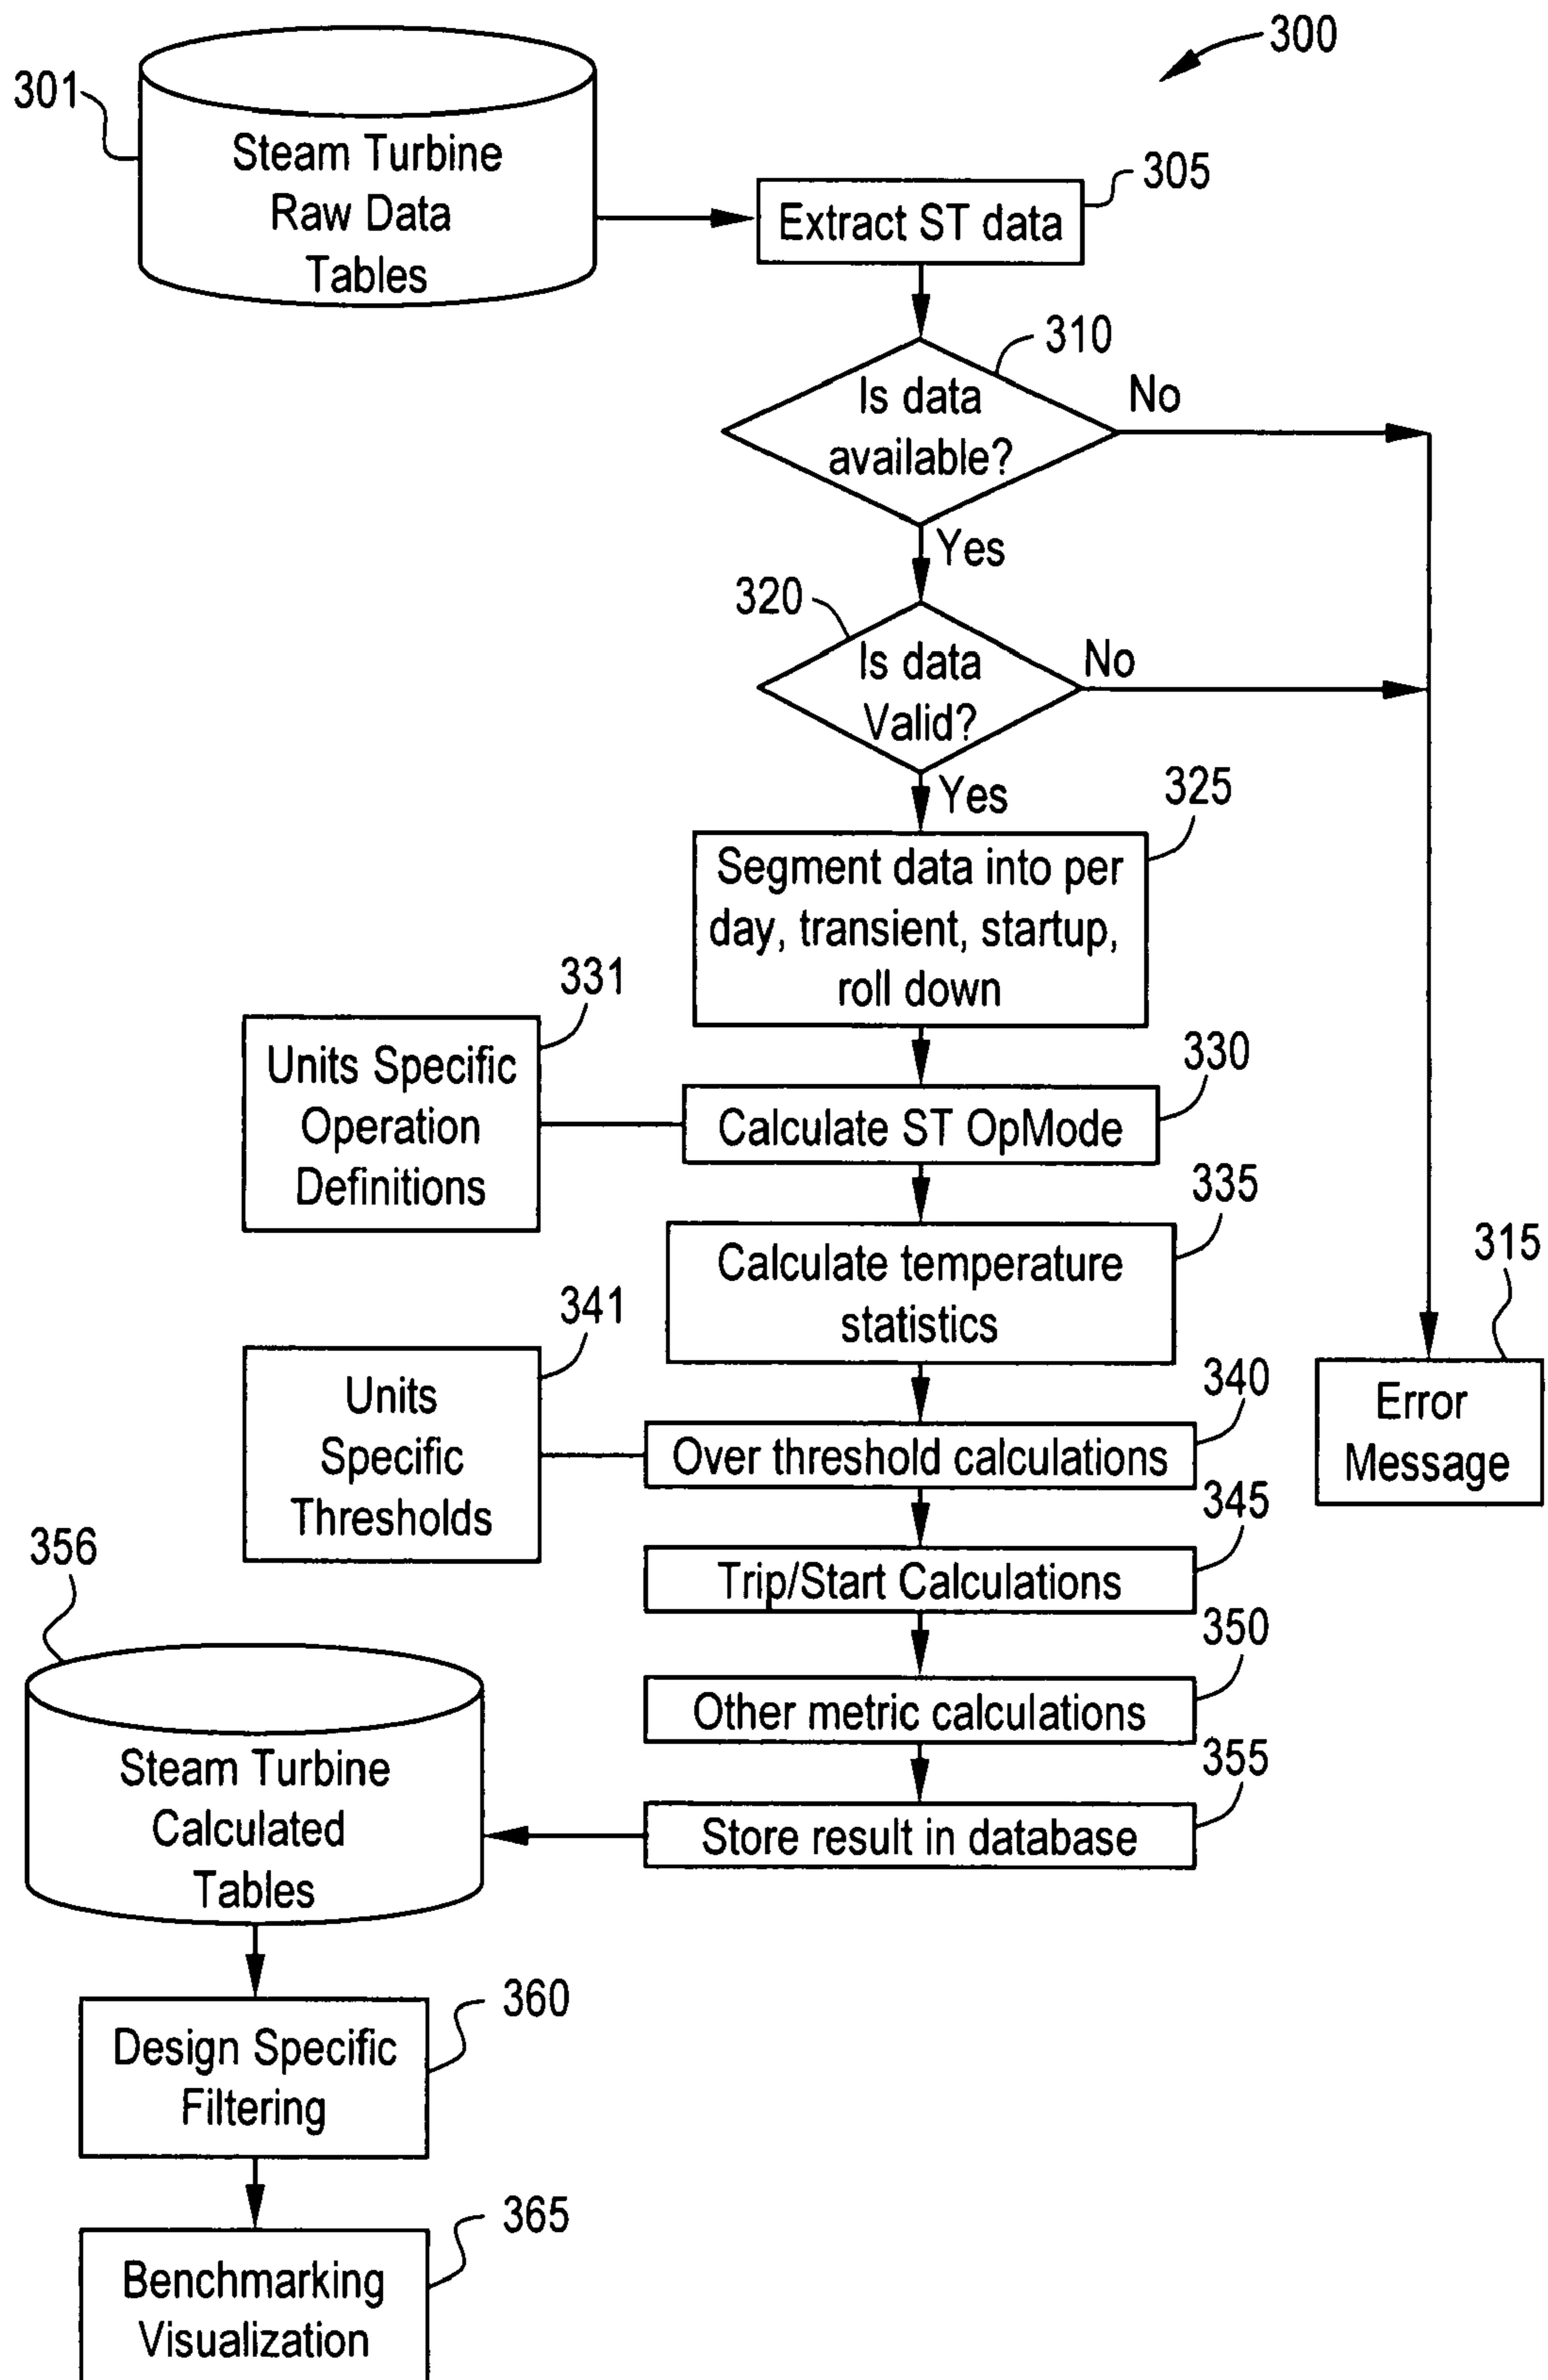 300
301
Steam Turbine
Raw Data
Tables
305
Extract ST data
310
Is data
available?
No
Yes
320
Is data
Valid?
No
Yes
325
Segment data into per
day, transient, startup,
roll down
331
Units Specific
Operation
Definitions
330
Calculate ST OpMode
335
Calculate temperature
statistics
315
Error
Message
341
Units
Specific
Thresholds
340
Over threshold calculations
345
Trip/Start Calculations
350
Other metric calculations
355
Store result in database
356
Steam Turbine
Calculated
Tables
360
Design Specific
Filtering
365
Benchmarking
Visualization